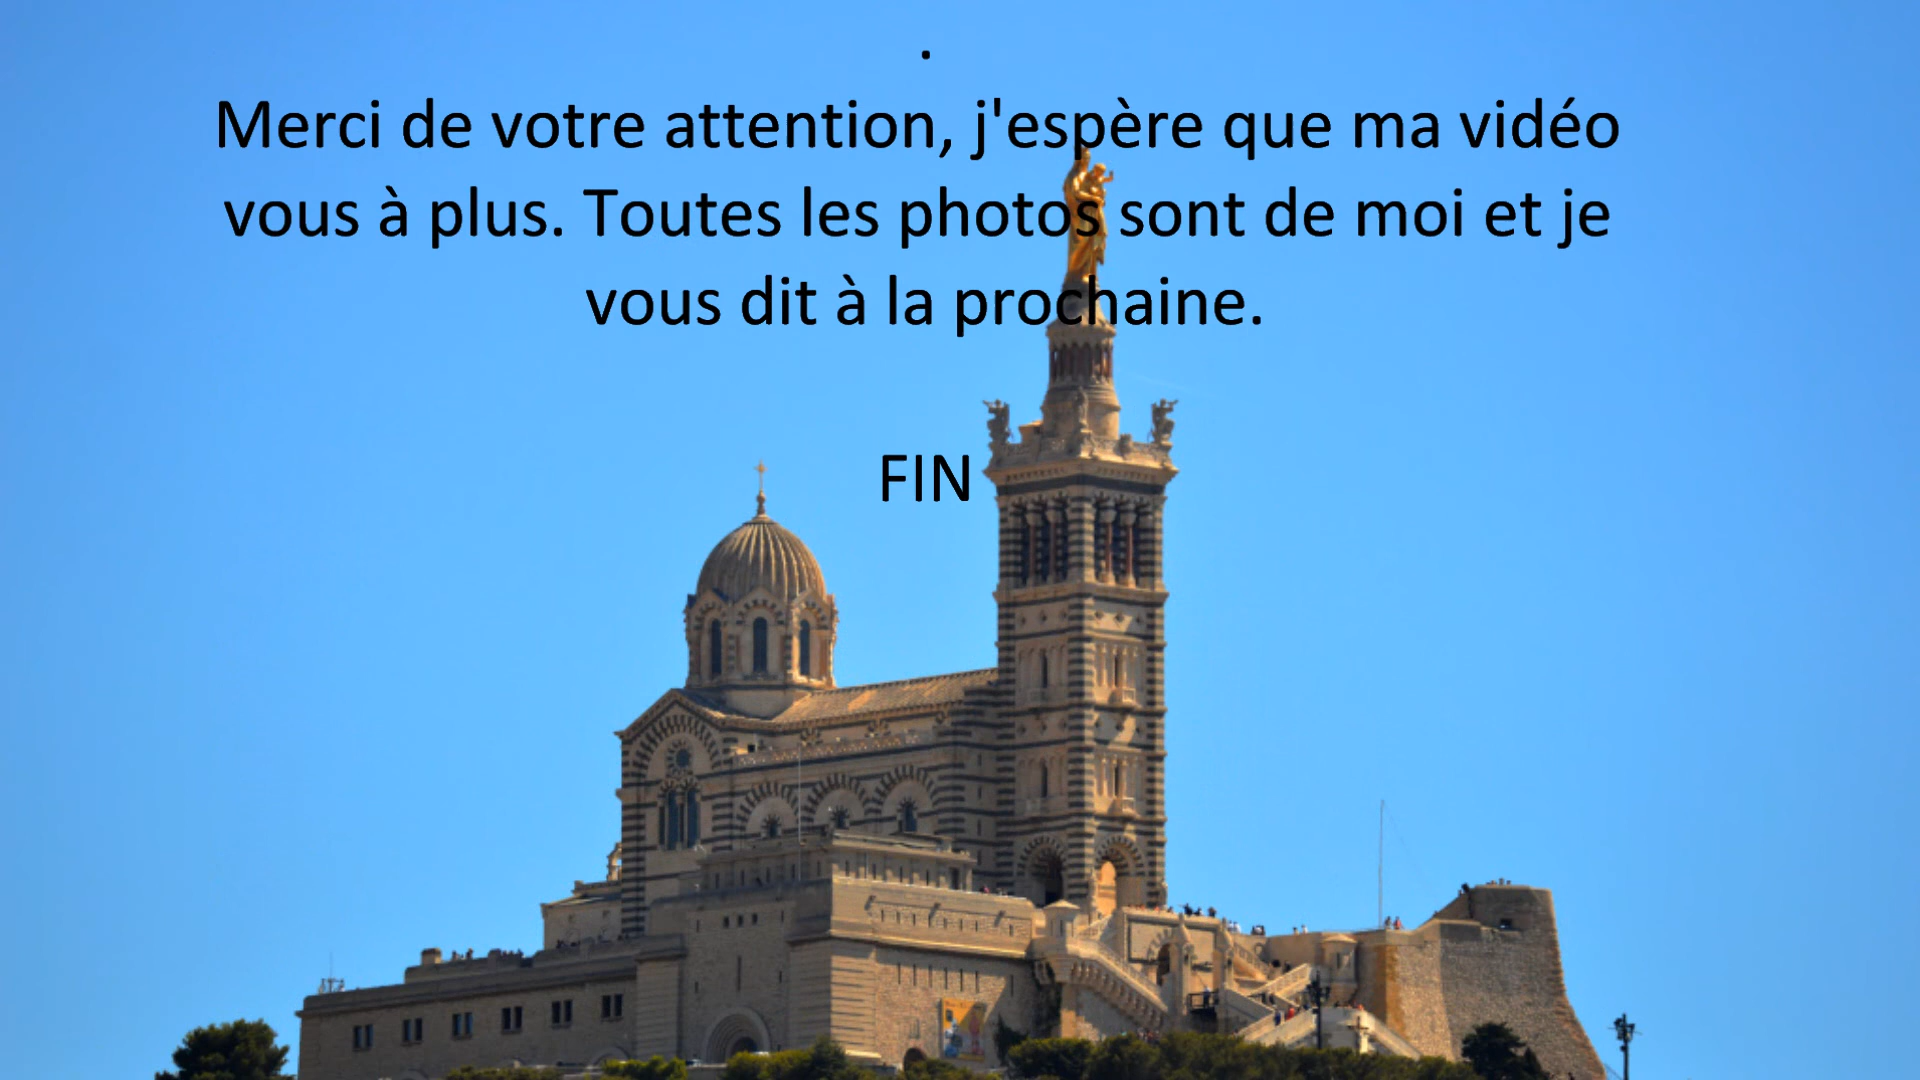 .
Merci de votre attention, j'espère que ma vidéo
vous à plus. Toutes les photos sont de moi et je
vous dit à la prochaine.
FIN